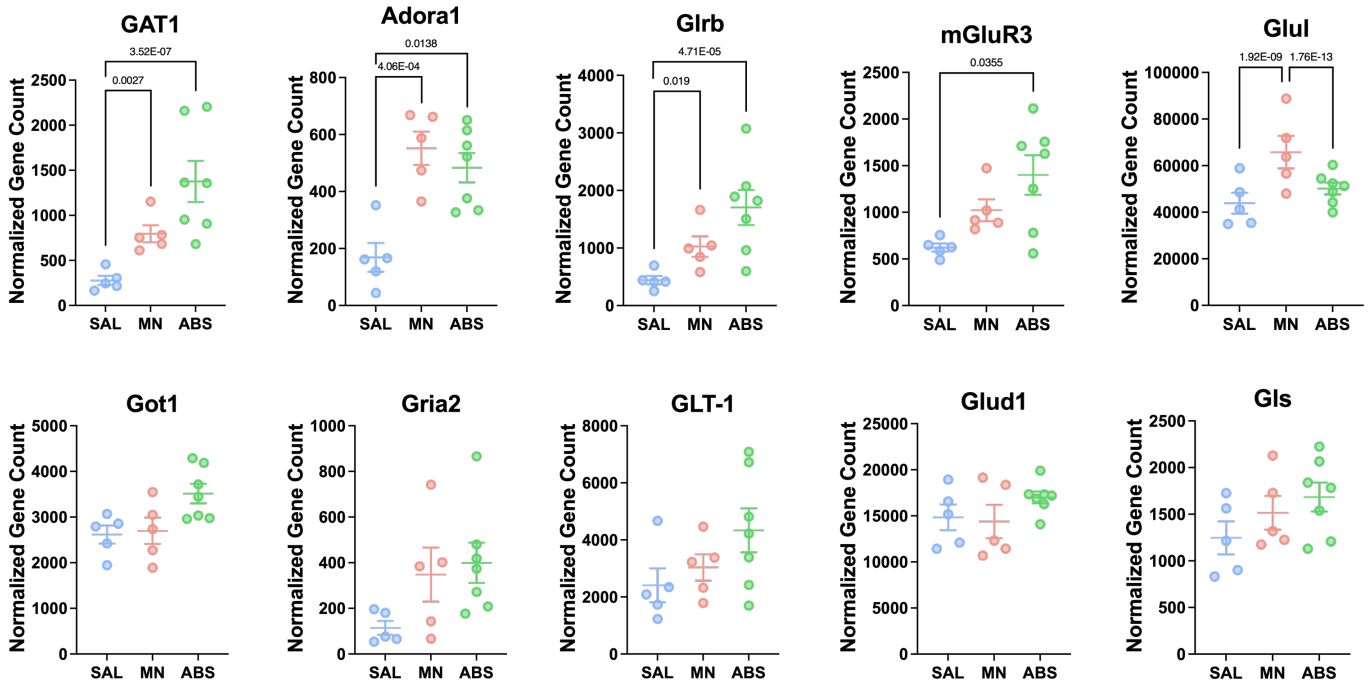 GAT1
3.52E-07
0.0027
Normalized Gene Count
2500
2000
1500
1000
500
0
SAL MN ABS
Adora1
0.0138
4.06E-04
Normalized Gene Count
800
600
400
200
0
SAL MN ABS
Glrb
4.71E-05
0.019
Normalized Gene Count
4000
3000
2000
1000
0
SAL MN ABS
mGluR3
0.0355
Normalized Gene Count
2500
2000
1500
1000
500
0
SAL MN ABS
Glul
1.92E-09 1.76E-13
Normalized Gene Count
100000
80000
60000
40000
20000
0
SAL MN ABS
Got1
Normalized Gene Count
5000
4000
3000
2000
1000
0
SAL MN ABS
Gria2
Normalized Gene Count
1000
800
600
400
200
0
SAL MN ABS
GLT-1
Normalized Gene Count
8000
6000
4000
2000
0
SAL MN ABS
Glud1
Normalized Gene Count
25000
20000
15000
10000
5000
0
SAL MN ABS
Gls
Normalized Gene Count
2500
2000
1500
1000
500
0
SAL MN ABS